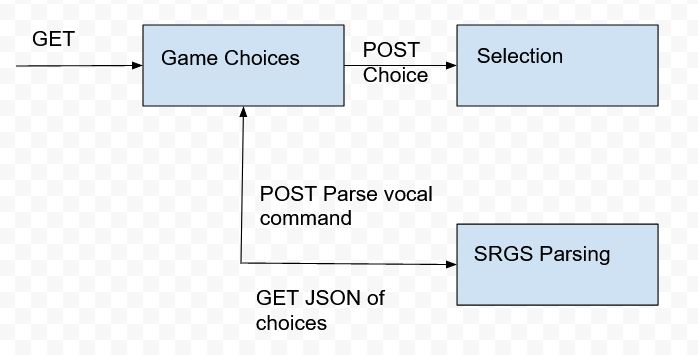 GET
Game Choices
POST
Choice
Selection
POST Parse vocal
command
SRGS Parsing
GET JSON of
choices